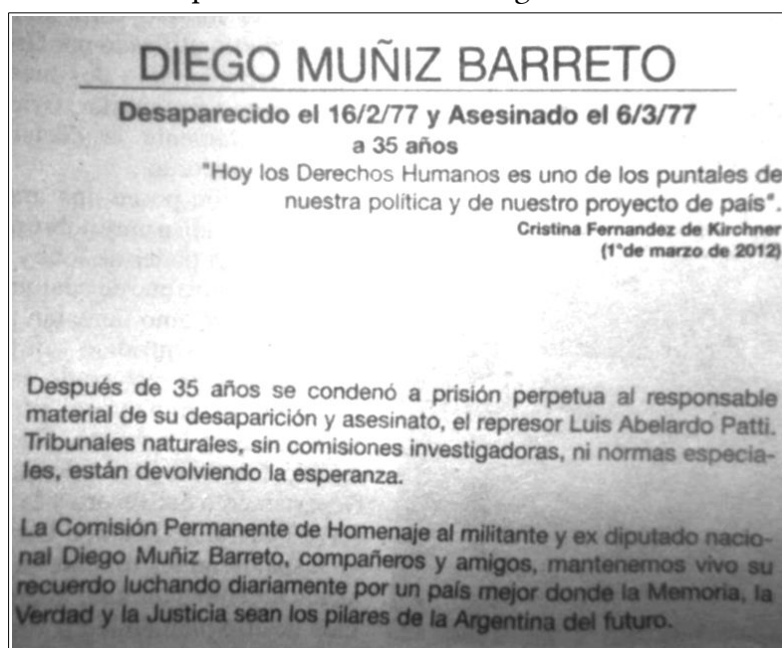 DIEGO MUÑIZ BARRETO
Desaparecido el 16/2/77 y Asesinado el 6/3/77
a 35 años
"Hoy los Derechos Humanos es uno de los puntales de
nuestra política y de nuestro proyecto de país".
Cristina Fernandez de Kirchner
(1°de marzo de 2012)
Después de 35 años se condenó a prisión perpetua al responsable
material de su desaparición y asesinato, el represor Luis Abelardo Patti.
Tribunales naturales, sin comisiones investigadoras, ni normas especia-
les, están devolviendo la esperanza.
La Comisión Permanente de Homenaje al militante y ex diputado nacio-
nal Diego Muñiz Barreto, compañeros y amigos, mantenemos vivo su
recuerdo luchando diariamente por un país mejor donde la Memoria, la
Verdad y la Justicia sean los pilares de la Argentina del futuro.